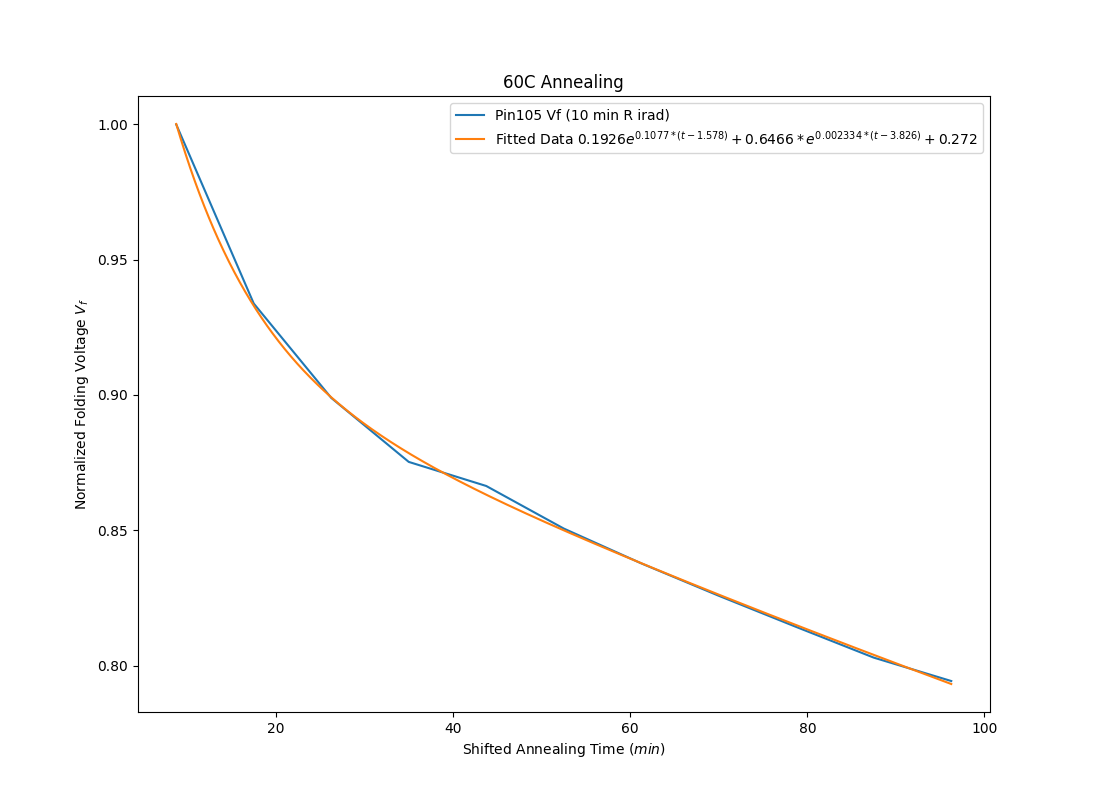 60C Annealing
Pin105 Vf (10 min R irad)
Fitted Data 0.1926e^{0.1077*(t−1.578)} + 0.6466 * e^{0.002334*(t−3.826)} + 0.272
1.00
0.95
0.90
0.85
0.80
Normalized Folding Voltage V_f
20 40 60 80 100
Shifted Annealing Time (min)